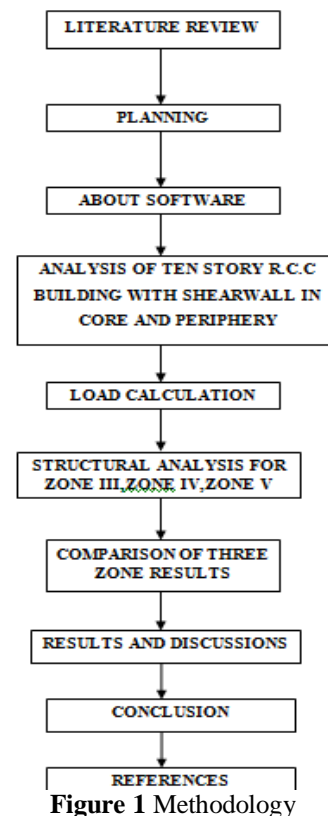 LITERATURE REVIEW
PLANNING
ABOUT SOFTWARE
ANALYSIS OF TEN STORY R.C.C
BUILDING WITH SHEARWALL IN
CORE AND PERIPHERY
LOAD CALCULATION
STRUCTURAL ANALYSIS FOR
ZONE III,ZONE IV,ZONE V
COMPARISON OF THREE
ZONE RESULTS
RESULTS AND DISCUSSIONS
CONCLUSION
REFERENCES
Figure 1 Methodology